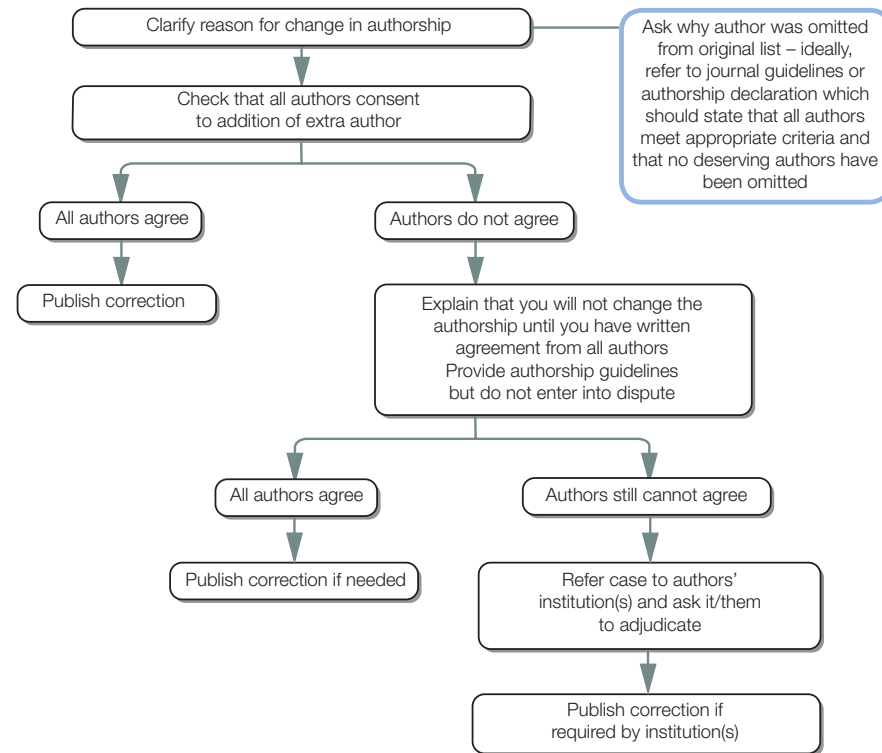 Clarify reason for change in authorship
Ask why author was omitted
from original list – ideally,
refer to journal guidelines or
authorship declaration which
should state that all authors
meet appropriate criteria and
that no deserving authors have
been omitted
Check that all authors consent
to addition of extra author
All authors agree
Authors do not agree
Publish correction
Explain that you will not change the
authorship until you have written
agreement from all authors
Provide authorship guidelines
but do not enter into dispute
All authors agree
Authors still cannot agree
Publish correction if needed
Refer case to authors’
institution(s) and ask it/them
to adjudicate
Publish correction if
required by institution(s)